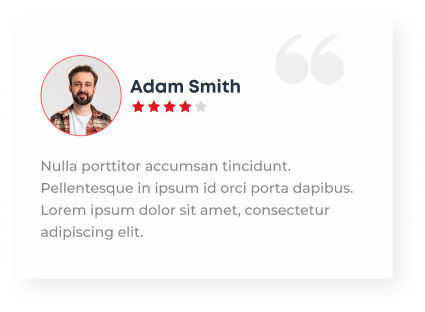 Adam Smith
Nulla porttitor accumsan tincidunt.
Pellentesque in ipsum id orci porta dapibus.
Lorem ipsum dolor sit amet, consectetur
adipiscing elit.